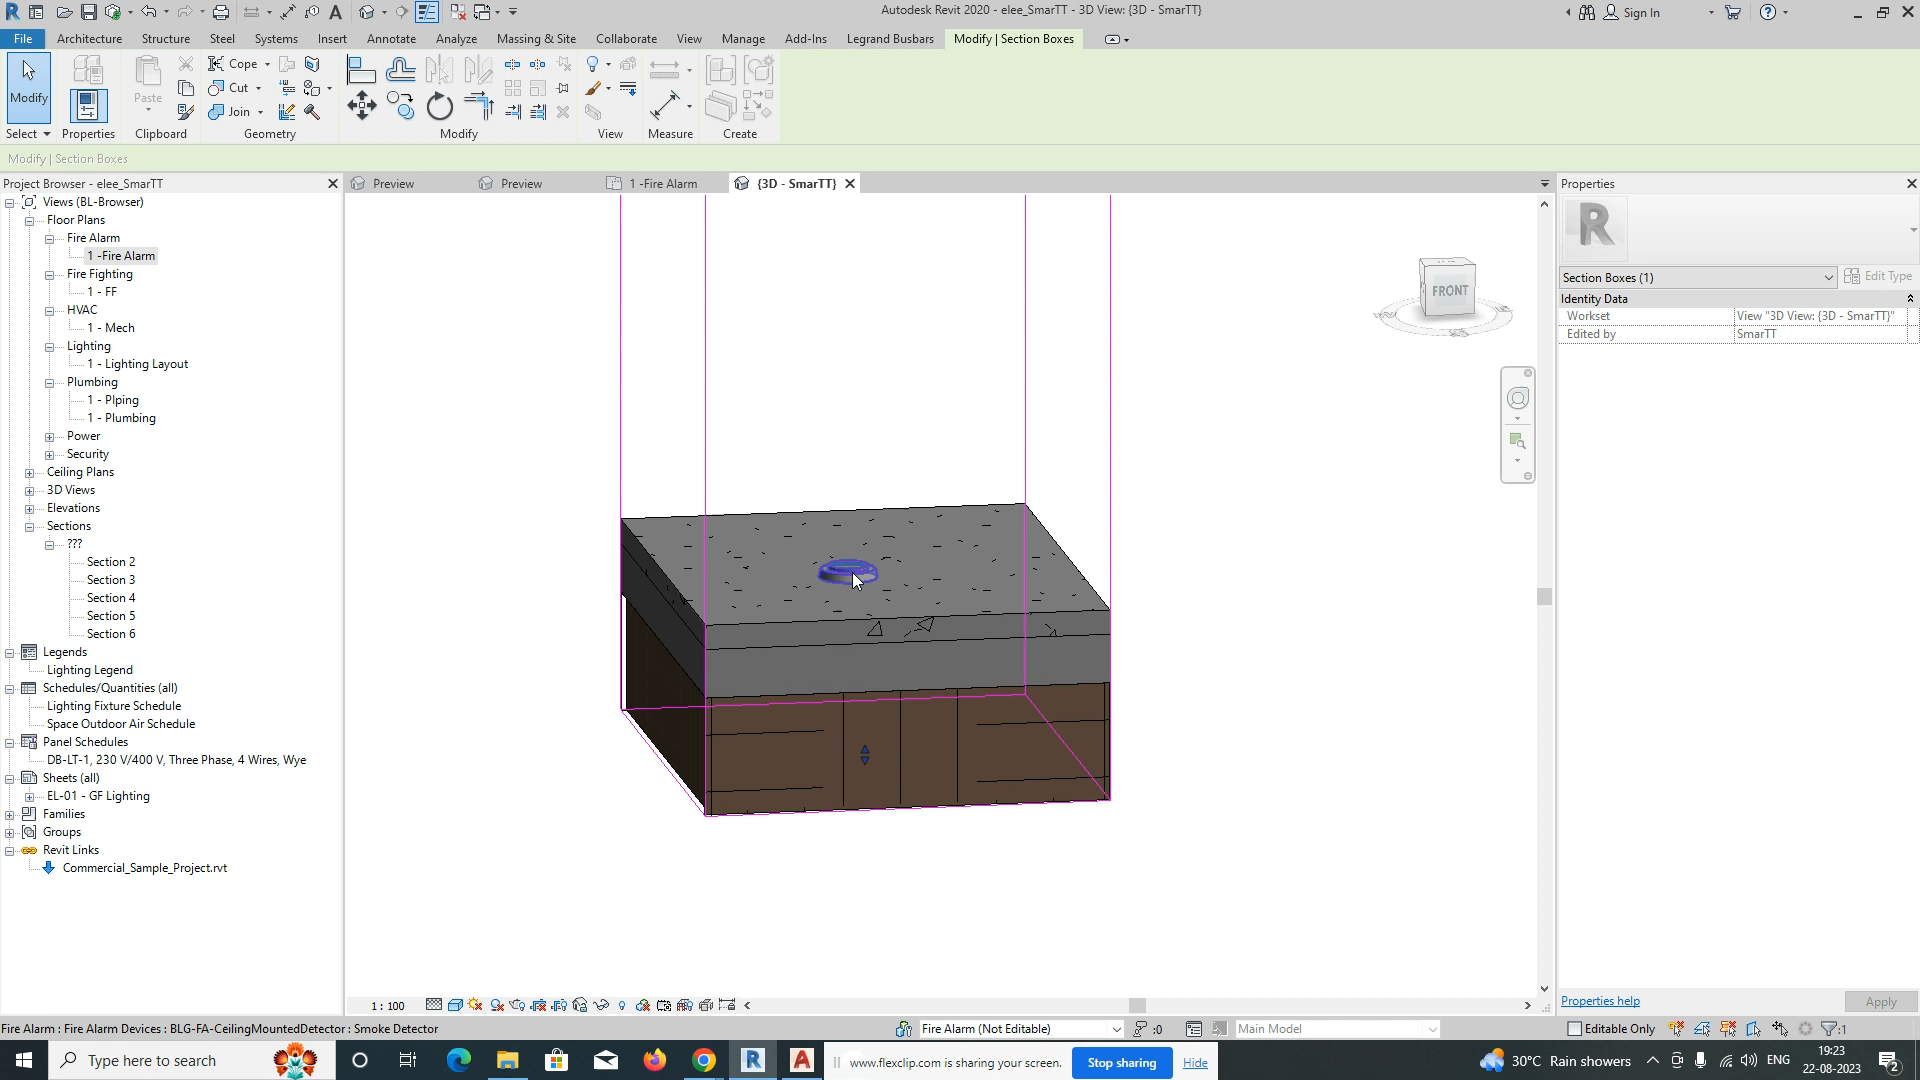 Autodesk Revit 2020 - elee_SmarTT - 3D View: {3D - SmarTT}
Sign In
File Architecture Structure Steel Systems Insert Annotate Analyze Massing & Site Collaborate View Manage Add-Ins Legrand Busbars Modify | Section Boxes
Modify
Paste
Cope
Cut
Join
Select Properties Clipboard Geometry Modify View Measure Create
Modify | Section Boxes
Project Browser - elee_SmarTT
Preview
Preview
1 -Fire Alarm
{3D - SmarTT}
Properties
Views (BL-Browser)
Floor Plans
Fire Alarm
1 -Fire Alarm
Fire Fighting
1 - FF
HVAC
1 - Mech
Lighting
1 - Lighting Layout
Plumbing
1 - PIping
1 - Plumbing
Power
Security
Ceiling Plans
3D Views
Elevations
Sections
???
Section 2
Section 3
Section 4
Section 5
Section 6
Legends
Lighting Legend
Schedules/Quantities (all)
Lighting Fixture Schedule
Space Outdoor Air Schedule
Panel Schedules
DB-LT-1, 230 V/400 V, Three Phase, 4 Wires, Wye
Sheets (all)
EL-01 - GF Lighting
Families
Groups
Revit Links
Commercial_Sample_Project.rvt
FRONT
R
Section Boxes (1)
Edit Type
Identity Data
Workset View "3D View: {3D - SmarTT}"
Edited by SmarTT
Properties help
Apply
1 : 100
Fire Alarm : Fire Alarm Devices : BLG-FA-CeilingMountedDetector : Smoke Detector
Fire Alarm (Not Editable)
:0
Main Model
Editable Only
:1
Type here to search
www.flexclip.com is sharing your screen.
Stop sharing
Hide
30°C Rain showers
ENG
19:23
22-08-2023
2